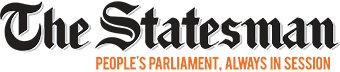 The Statesman
PEOPLE'S PARLIAMENT, ALWAYS IN SESSION